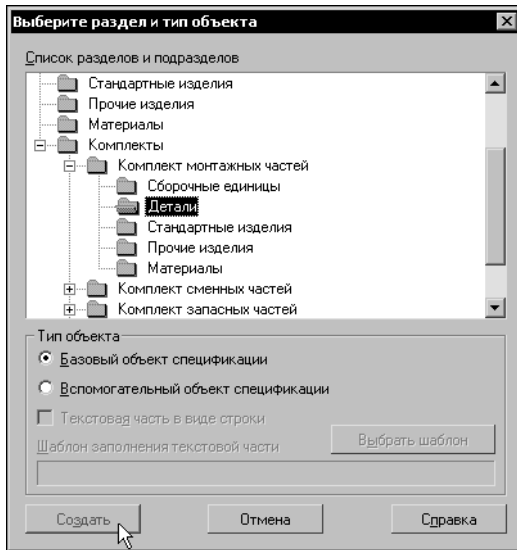 Выберите раздел и тип объекта
Список разделов и подразделов
Стандартные изделия
Прочие изделия
Материалы
Комплекты
Комплект монтажных частей
Сборочные единицы
Детали
Стандартные изделия
Прочие изделия
Материалы
Комплект сменных частей
Комплект запасных частей
Тип объекта
Базовый объект спецификации
Вспомогательный объект спецификации
Текстовая часть в виде строки
Шаблон заполнения текстовой части
Выбрать шаблон
Создать Отмена Справка